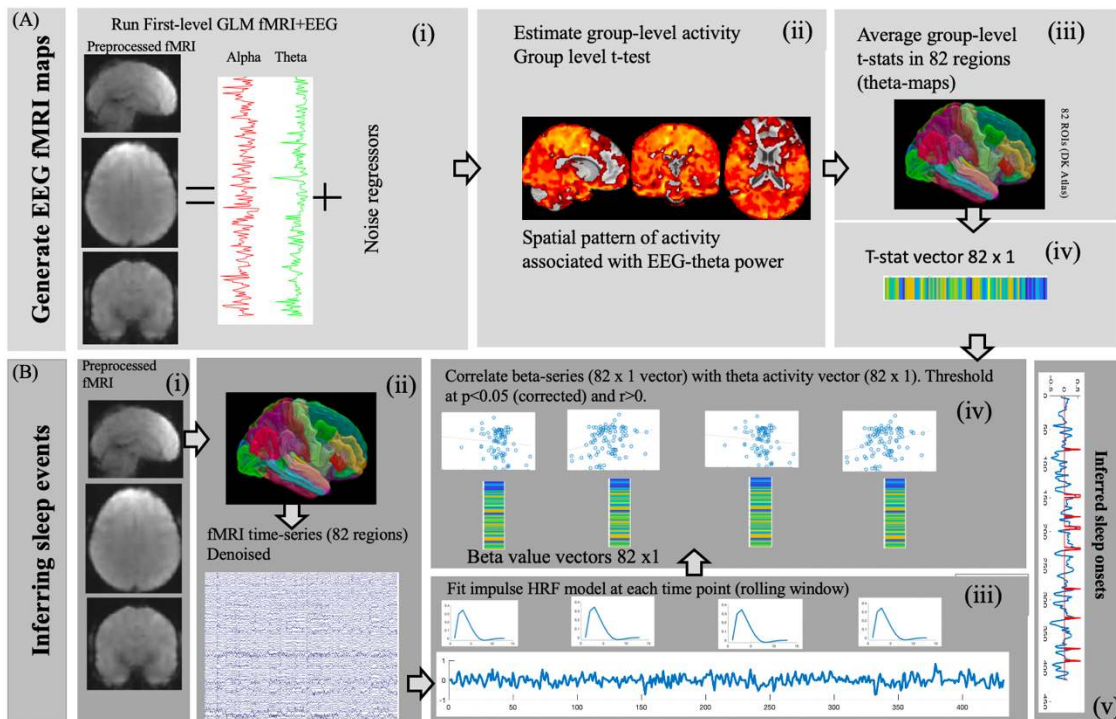 (A)
Generate EEG fMRI maps
Run First-level GLM fMRI+EEG
(i)
Preprocessed fMRI
Alpha
Theta
Noise regressors
Estimate group-level activity
Group level t-test
(ii)
Spatial pattern of activity
associated with EEG-theta power
Average group-level
t-stats in 82 regions
(theta-maps)
(iii)
82 ROIs (DK Atlas)
(iv)
T-stat vector 82 x 1
(B)
Inferring sleep events
Preprocessed
fMRI
(i)
(ii)
fMRI time-series (82 regions)
Denoised
Fit impulse HRF model at each time point (rolling window)
(iii)
1
0
-1
0
50
100
150
200
250
300
350
400
Correlate beta-series (82 x 1 vector) with theta activity vector (82 x 1). Threshold
at p<0.05 (corrected) and r>0.
(iv)
Beta value vectors 82 x1
Inferred sleep onsets
(v)